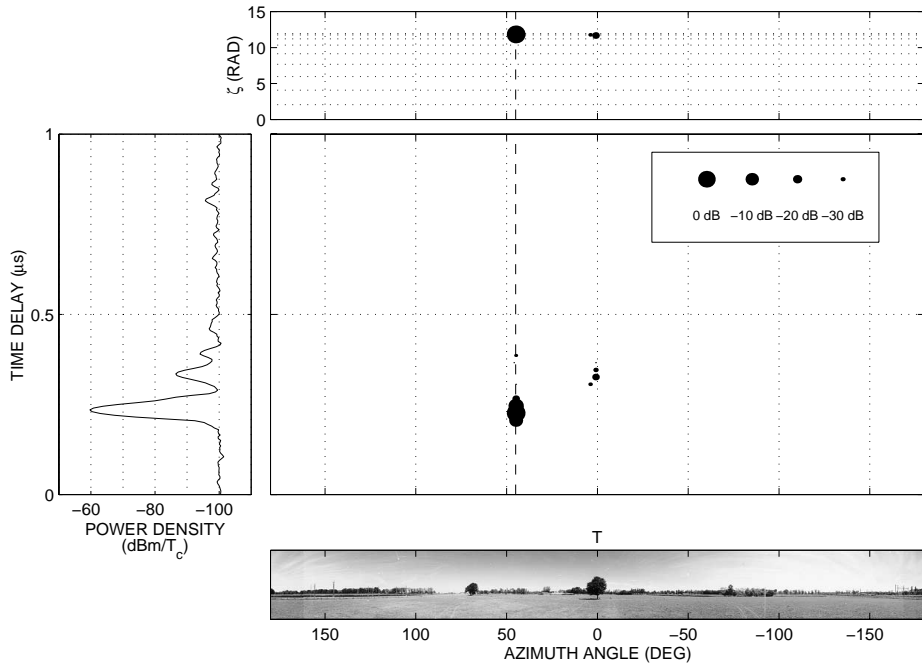 15
10
5
0
ζ (RAD)
1
0.5
0
TIME DELAY (μs)
0 dB −10 dB −20 dB −30 dB
−60 −80 −100
POWER DENSITY
(dBm/T_c)
T
150 100 50 0 −50 −100 −150
AZIMUTH ANGLE (DEG)